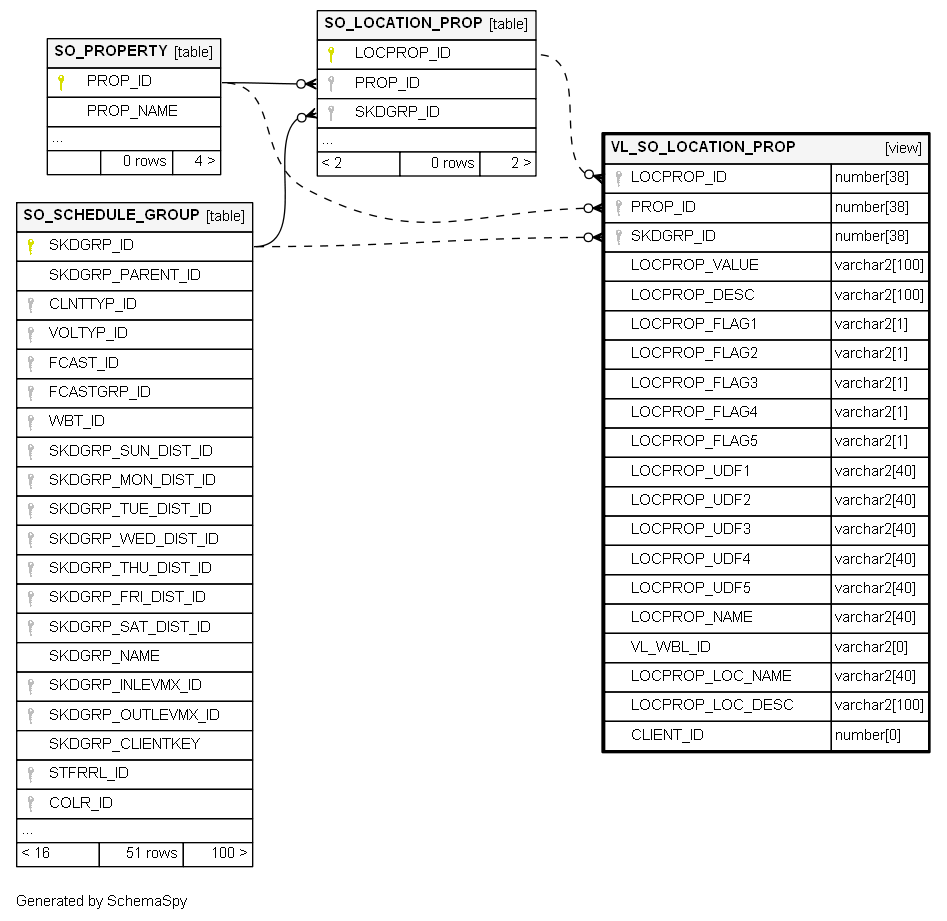 SO_PROPERTY [table]
PROP_ID
PROP_NAME
...
0 rows 4 >
SO_LOCATION_PROP [table]
LOCPROP_ID
PROP_ID
SKDGRP_ID
...
< 2 0 rows 2 >
SO_SCHEDULE_GROUP [table]
SKDGRP_ID
SKDGRP_PARENT_ID
CLNTTYP_ID
VOLTYP_ID
FCAST_ID
FCASTGRP_ID
WBT_ID
SKDGRP_SUN_DIST_ID
SKDGRP_MON_DIST_ID
SKDGRP_TUE_DIST_ID
SKDGRP_WED_DIST_ID
SKDGRP_THU_DIST_ID
SKDGRP_FRI_DIST_ID
SKDGRP_SAT_DIST_ID
SKDGRP_NAME
SKDGRP_INLEVMX_ID
SKDGRP_OUTLEVMX_ID
SKDGRP_CLIENTKEY
STFRRL_ID
COLR_ID
...
< 16 51 rows 100 >
VL_SO_LOCATION_PROP [view]
LOCPROP_ID number[38]
PROP_ID number[38]
SKDGRP_ID number[38]
LOCPROP_VALUE varchar2[100]
LOCPROP_DESC varchar2[100]
LOCPROP_FLAG1 varchar2[1]
LOCPROP_FLAG2 varchar2[1]
LOCPROP_FLAG3 varchar2[1]
LOCPROP_FLAG4 varchar2[1]
LOCPROP_FLAG5 varchar2[1]
LOCPROP_UDF1 varchar2[40]
LOCPROP_UDF2 varchar2[40]
LOCPROP_UDF3 varchar2[40]
LOCPROP_UDF4 varchar2[40]
LOCPROP_UDF5 varchar2[40]
LOCPROP_NAME varchar2[40]
VL_WBL_ID varchar2[0]
LOCPROP_LOC_NAME varchar2[40]
LOCPROP_LOC_DESC varchar2[100]
CLIENT_ID number[0]
Generated by SchemaSpy